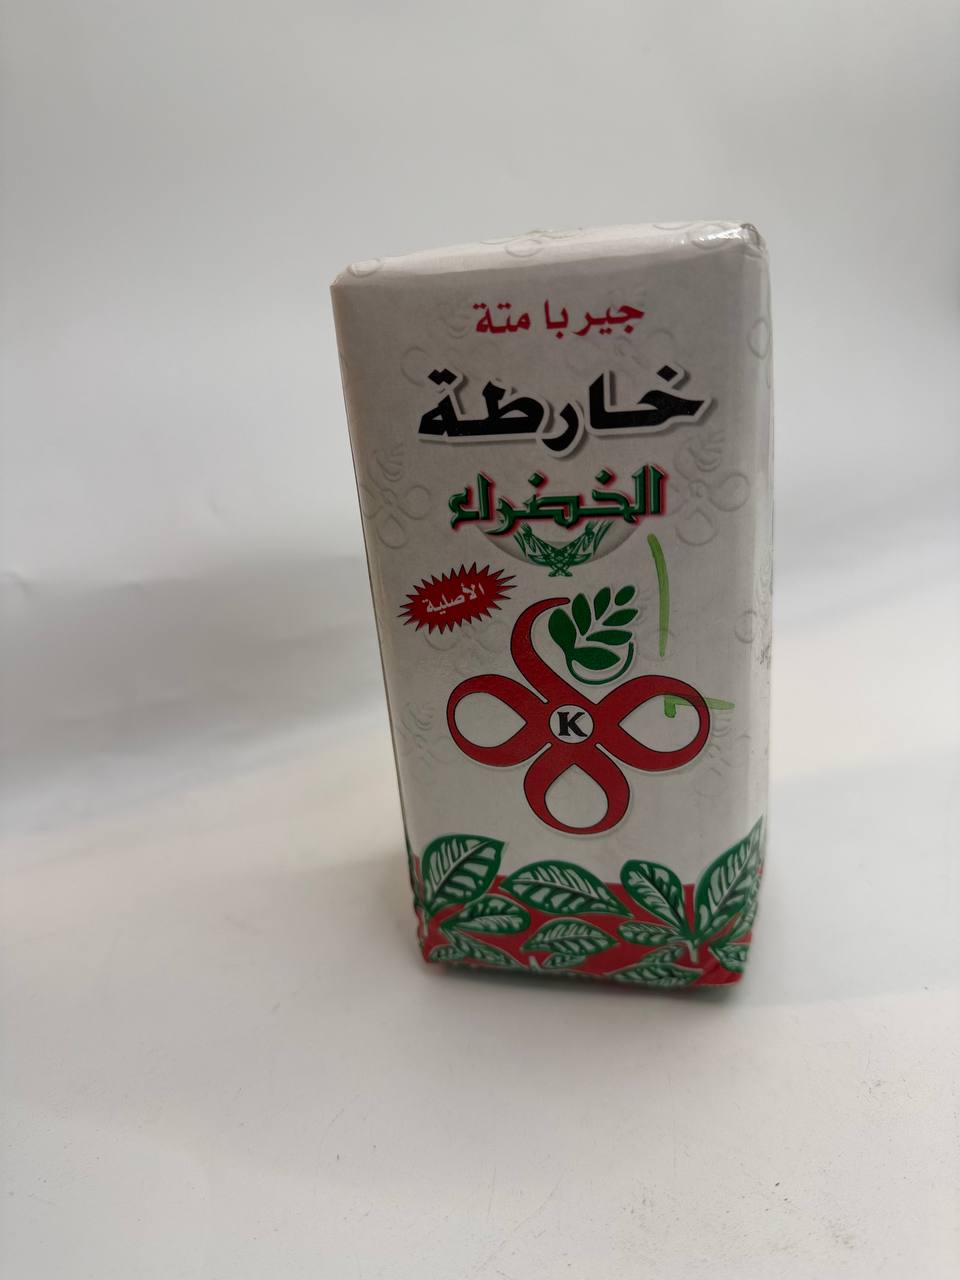 جيربا متة
خارطة
الخضراء
الأصلية
K